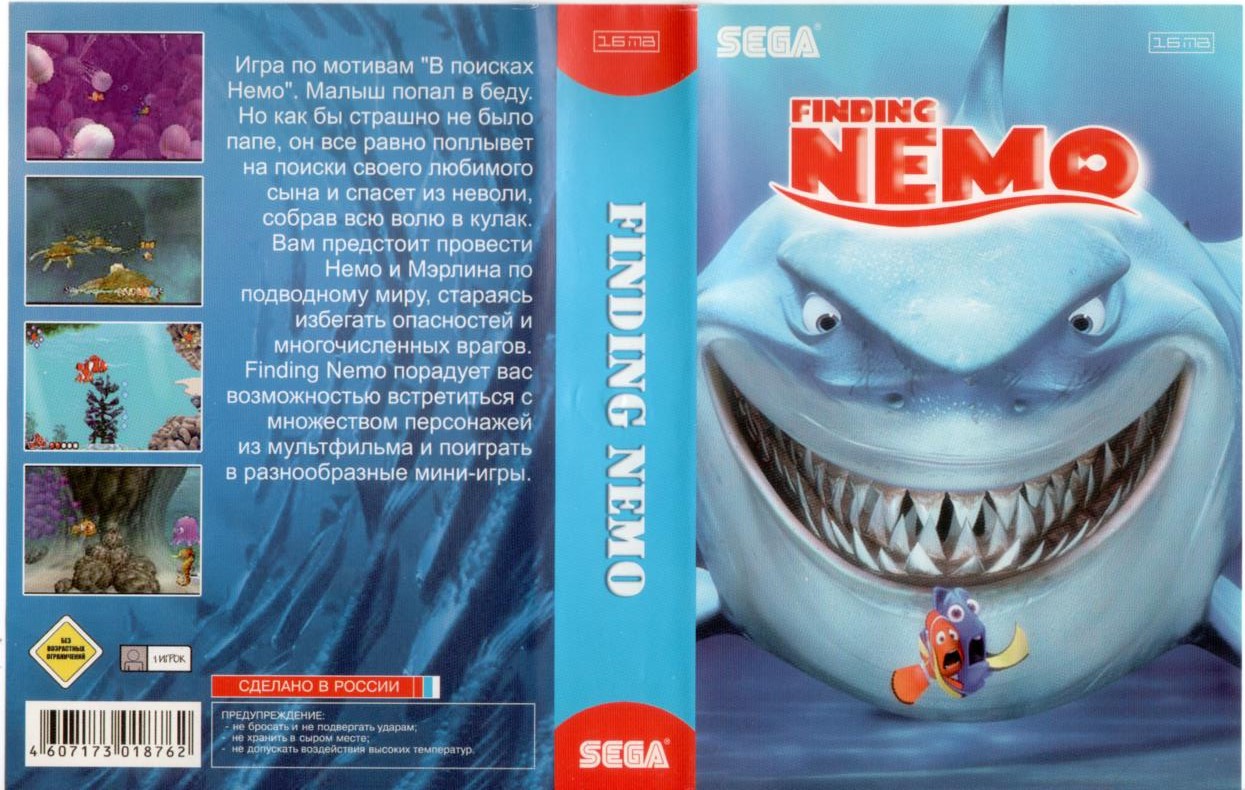 Игра по мотивам "В поисках
Немо". Малыш попал в беду.
Но как бы страшно не было
папе, он все равно поплывет
на поиски своего любимого
сына и спасет из неволи,
собрав всю волю в кулак.
Вам предстоит провести
Немо и Мэрлина по
подводному миру, стараясь
избегать опасностей и
многочисленных врагов.
Finding Nemo порадует вас
возможностью встретиться с
множеством персонажей
из мультфильма и поиграть
в разнообразные мини-игры.
БЕЗ
ВОЗРАСТНЫХ
ОГРАНИЧЕНИЙ
1 ИГРОК
СДЕЛАНО В РОССИИ
4 607173 018762
ПРЕДУПРЕЖДЕНИЕ:
- не бросать и не подвергать ударам;
- не хранить в сыром месте;
- не допускать воздействия высоких температур.
16 MB
FINDING NEMO
SEGA®
SEGA®
16 MB
FINDING
NEMO